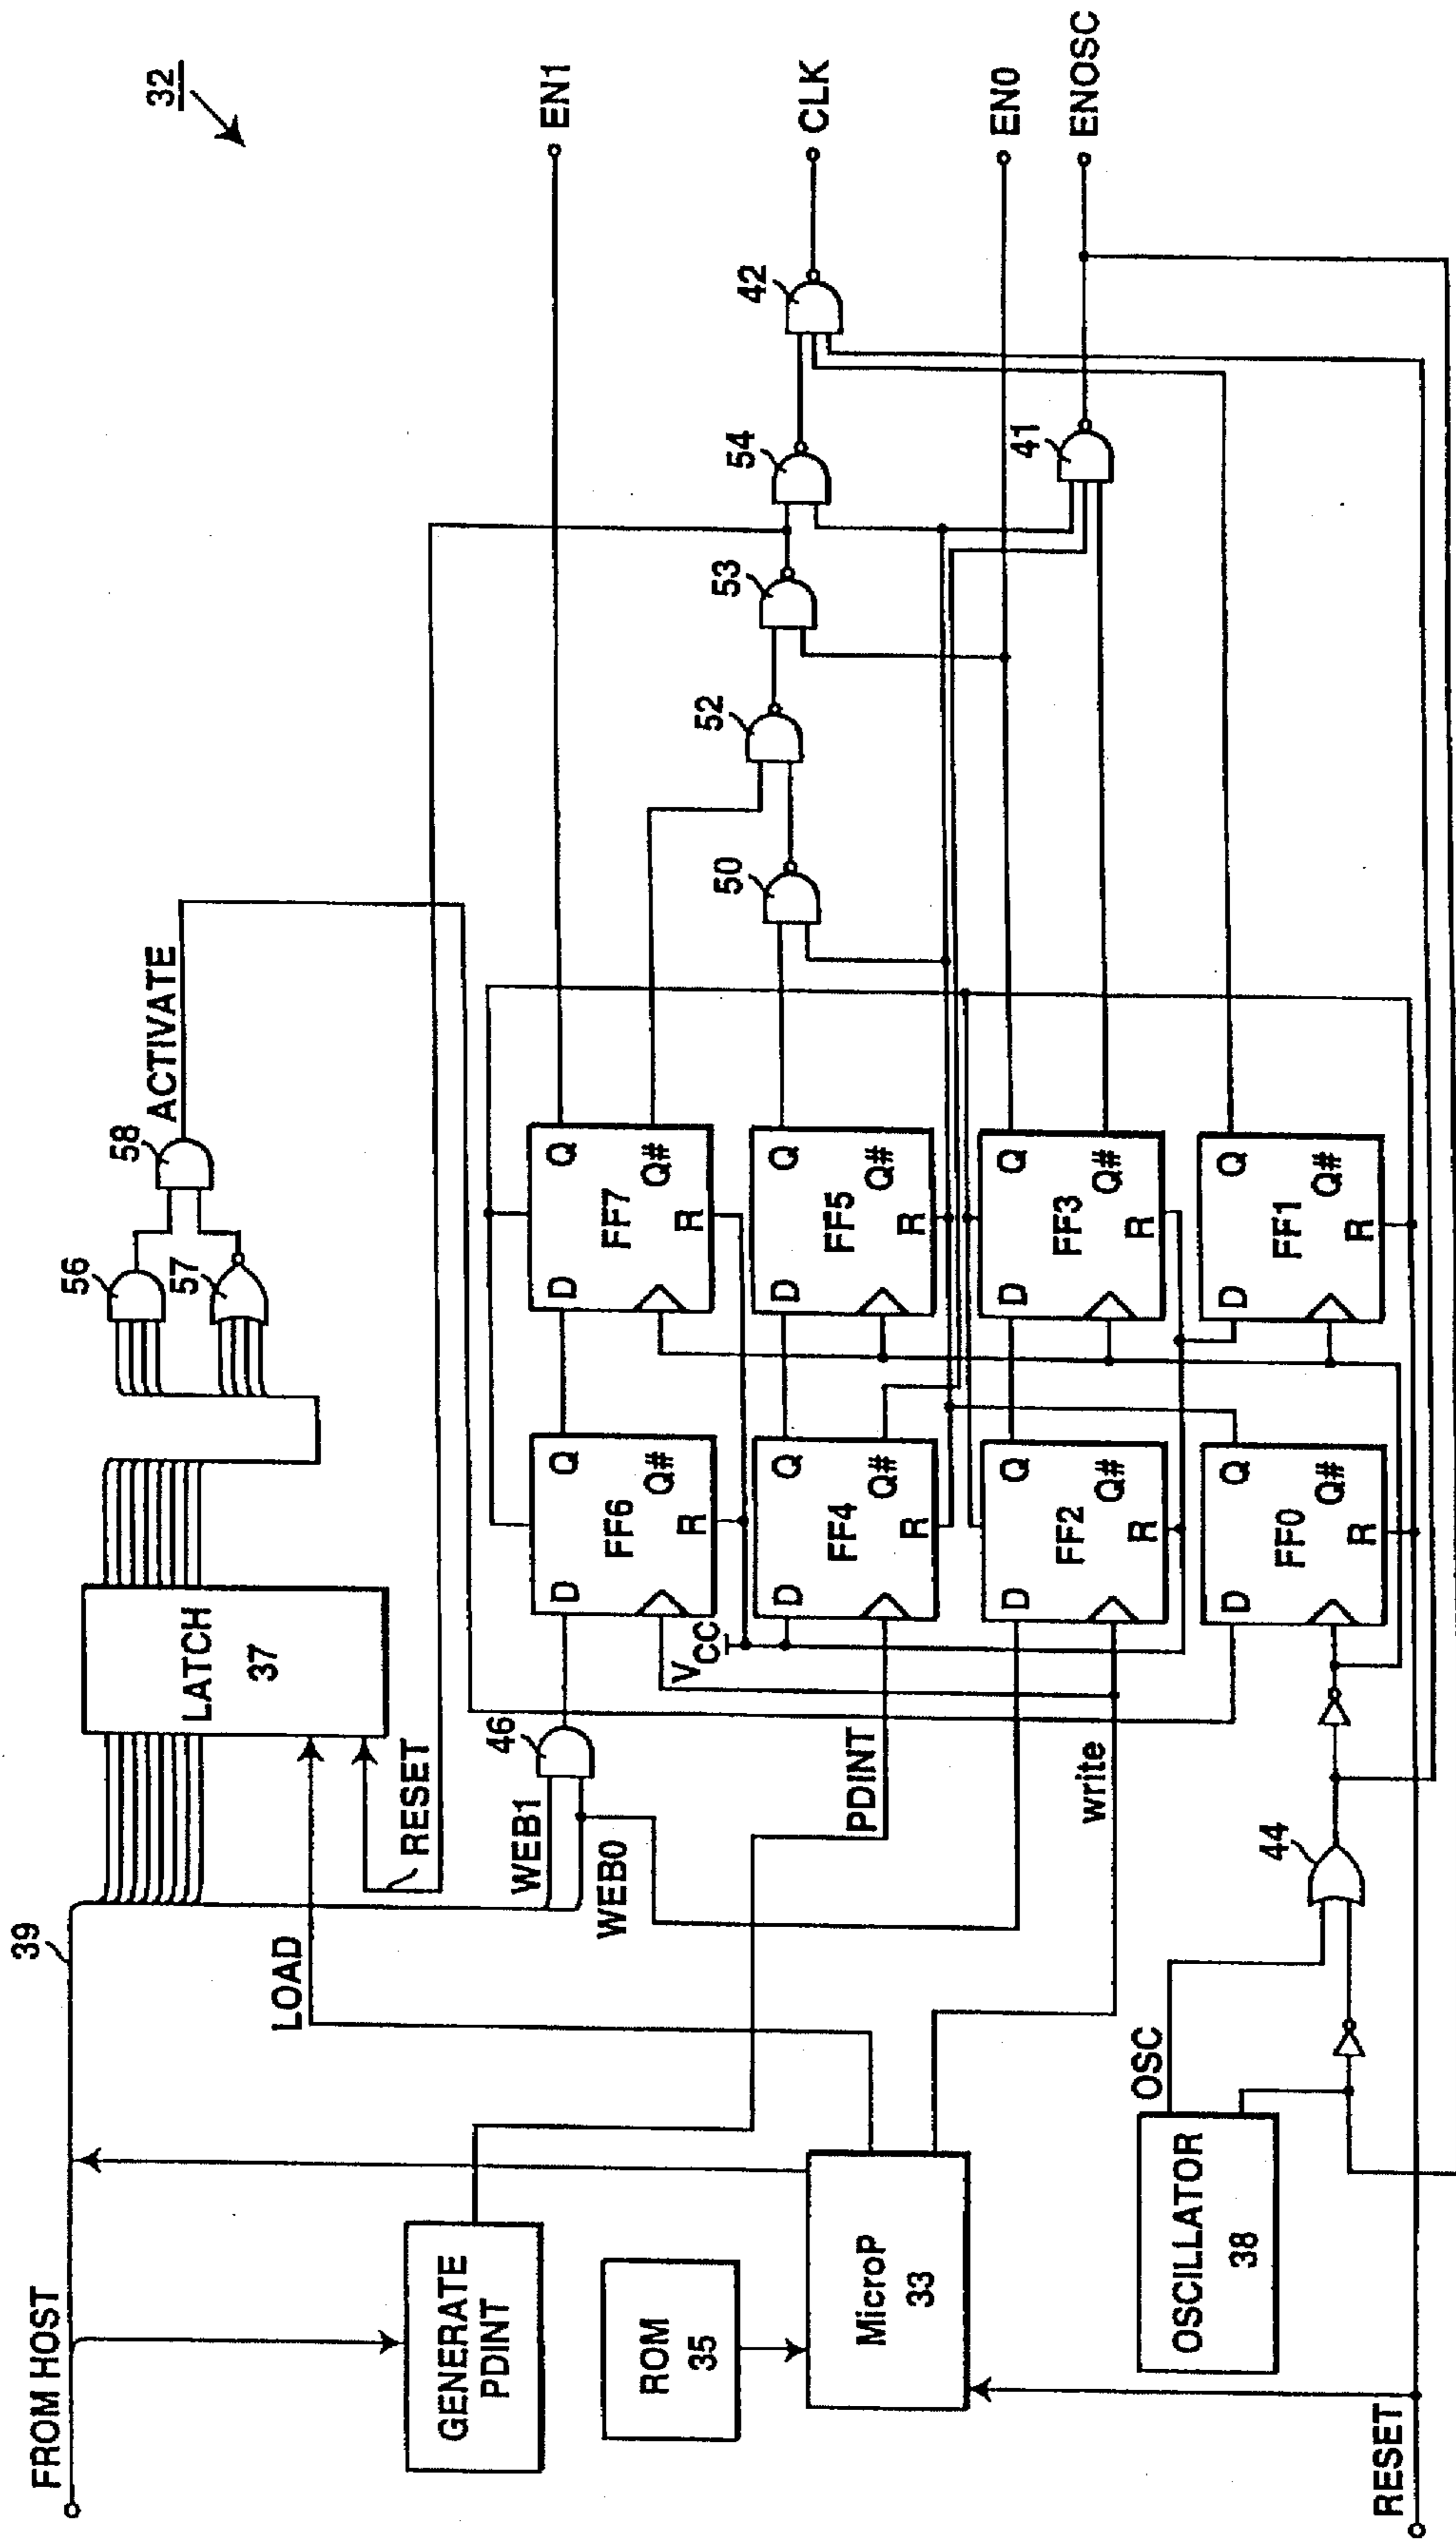 32
FROM HOST
39
LATCH
37
LOAD
RESET
56
57
58
ACTIVATE
EN1
CLK
EN0
ENOSC
GENERATE
PDINT
WEB1
WEB0
46
VCC
PDINT
write
D
Q
FF6
Q#
R
D
Q
FF7
Q#
R
D
Q
FF4
Q#
R
D
Q
FF5
Q#
R
D
Q
FF2
Q#
R
D
Q
FF3
Q#
R
D
Q
FF0
Q#
R
D
Q
FF1
Q#
R
50
52
53
54
42
41
ROM
35
MicroP
33
OSCILLATOR
38
OSC
44
RESET